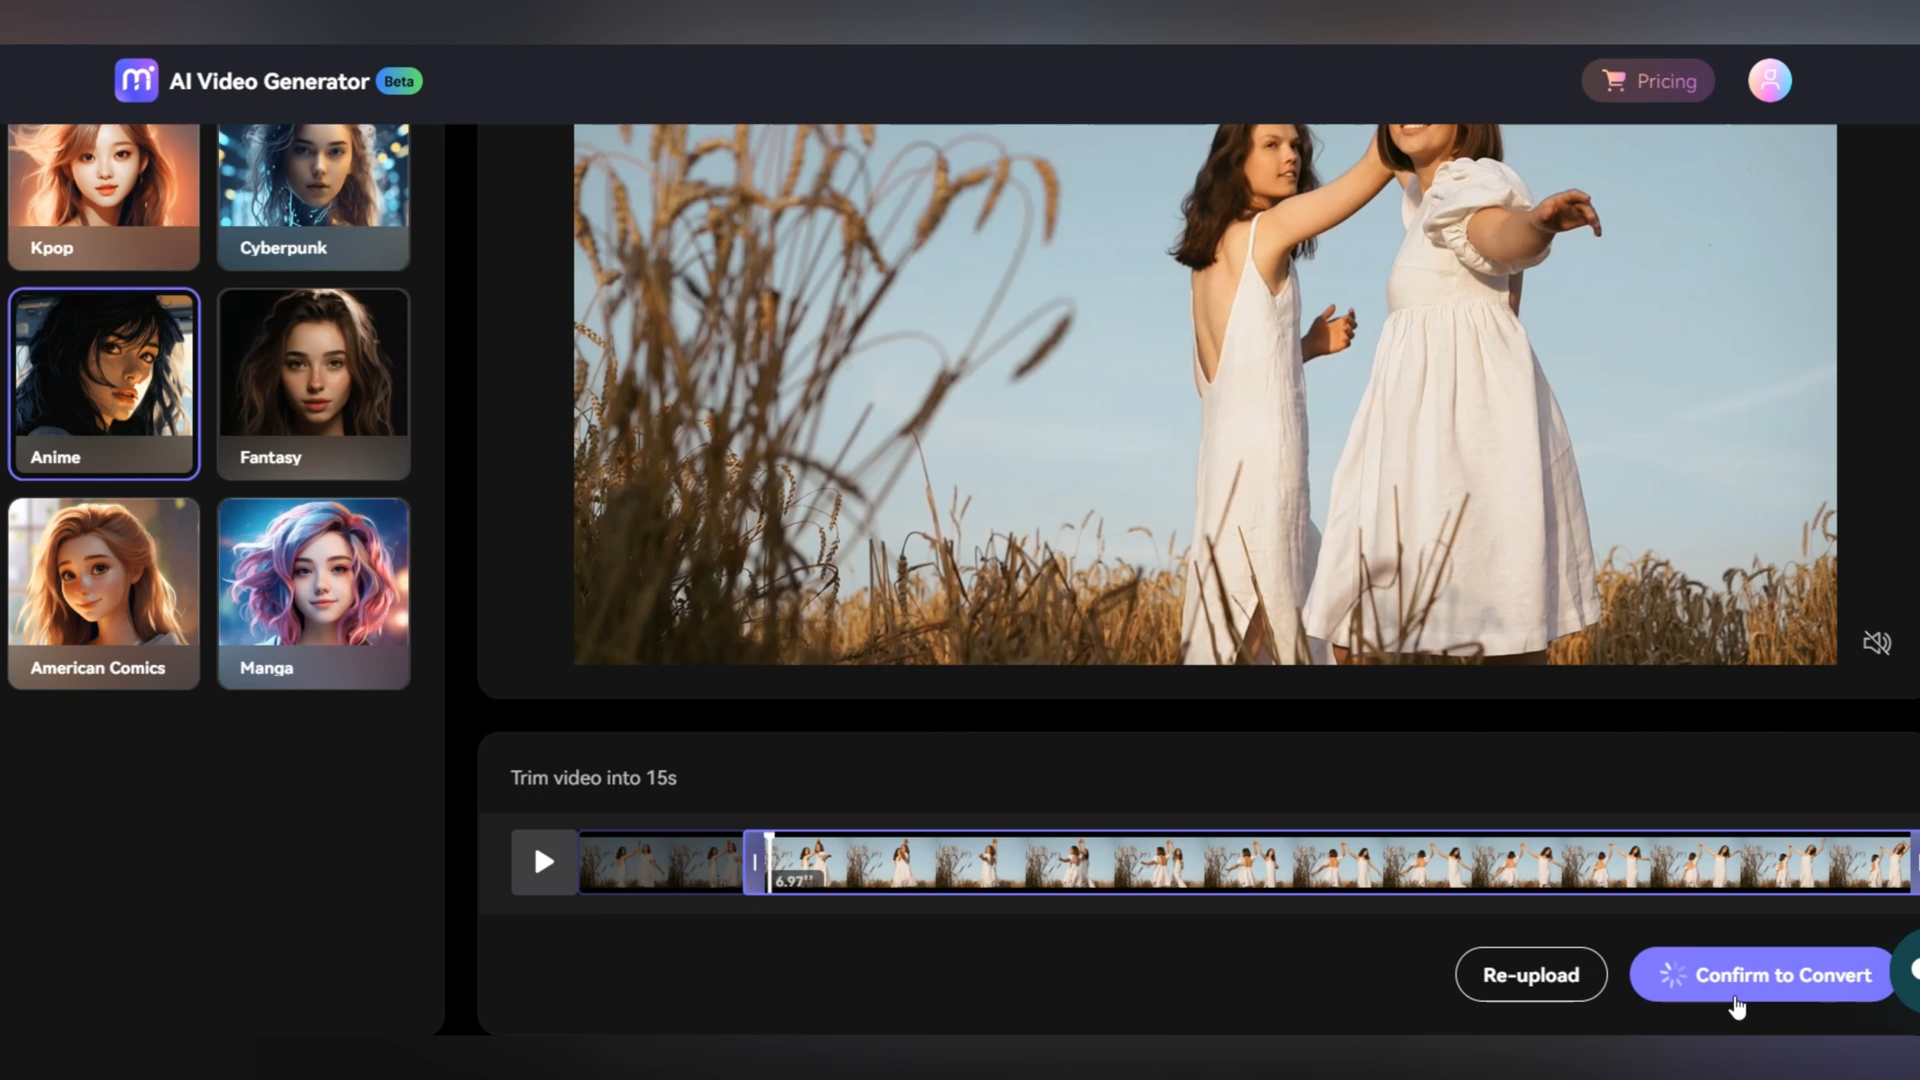 AI Video Generator Beta
Pricing
Kpop
Cyberpunk
Anime
Fantasy
American Comics
Manga
Trim video into 15s
6.97''
Re-upload
Confirm to Convert